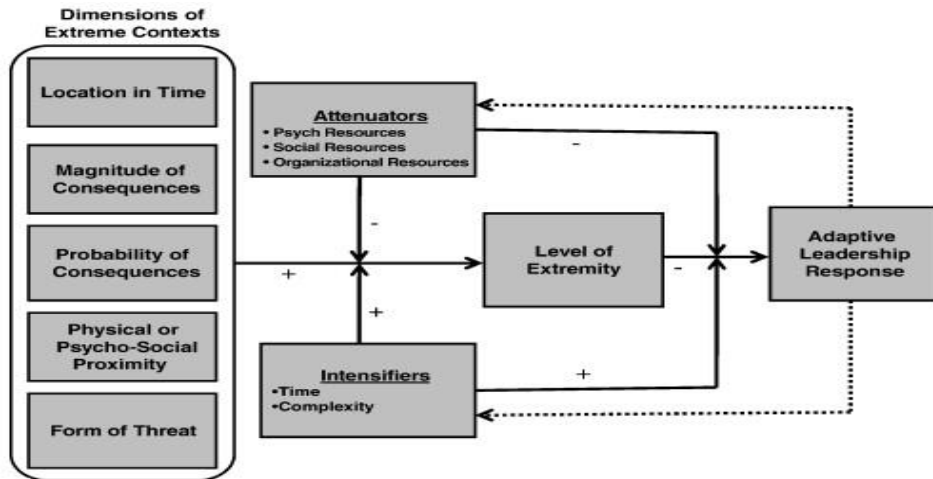 Dimensions of
Extreme Contexts
Location in Time
Magnitude of
Consequences
Probability of
Consequences
Physical or
Psycho-Social
Proximity
Form of Threat
Attenuators
• Psych Resources
• Social Resources
• Organizational Resources
-
-
+
Level of
Extremity
-
Adaptive
Leadership
Response
+
Intensifiers
•Time
•Complexity
+